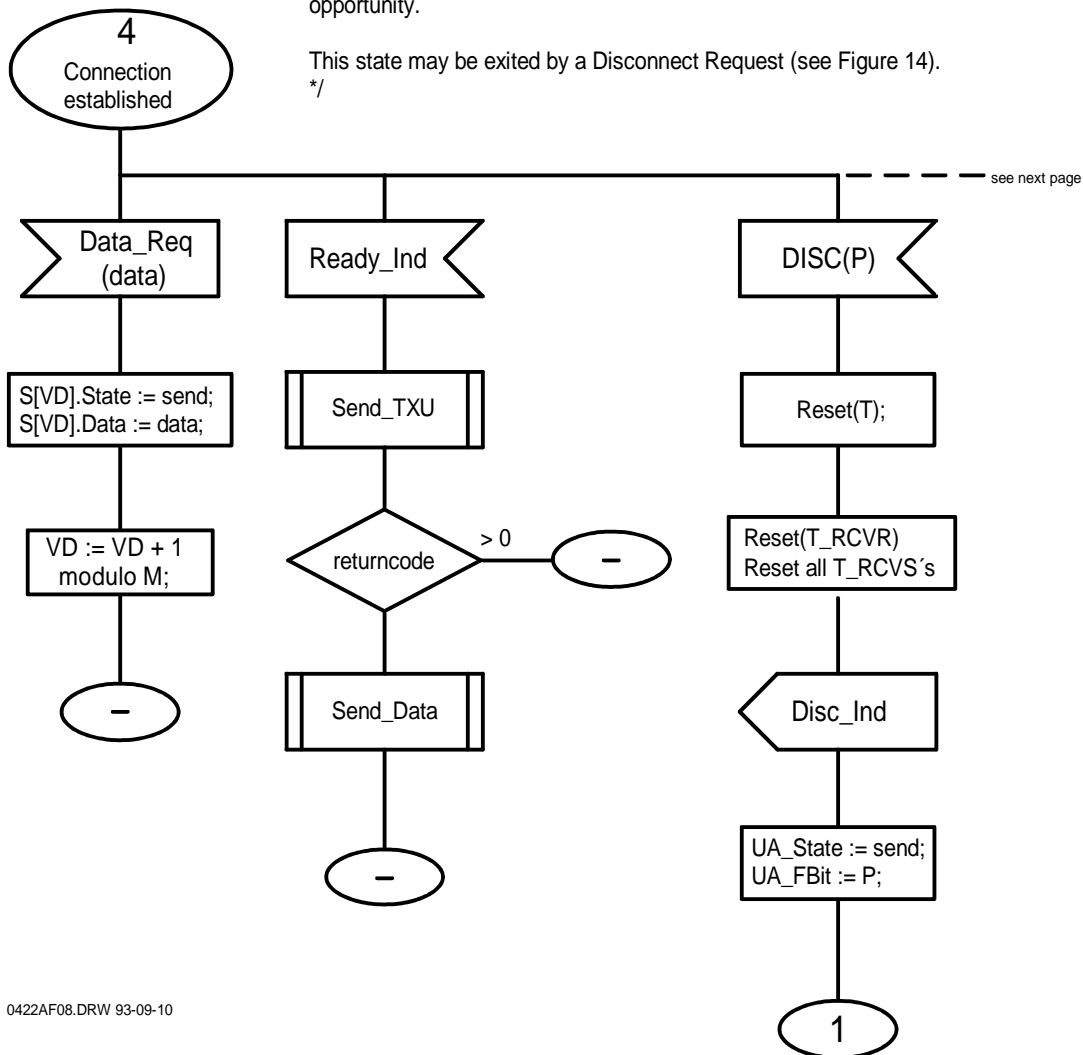 opportunity.
This state may be exited by a Disconnect Request (see Figure 14).
*/
4
Connection
established
see next page
Data_Req
(data)
S[VD].State := send;
S[VD].Data := data;
VD := VD + 1
modulo M;
–
Ready_Ind
Send_TXU
returncode
> 0
–
Send_Data
–
DISC(P)
Reset(T);
Reset(T_RCVR)
Reset all T_RCVS´s
Disc_Ind
UA_State := send;
UA_FBit := P;
1
0422AF08.DRW 93-09-10